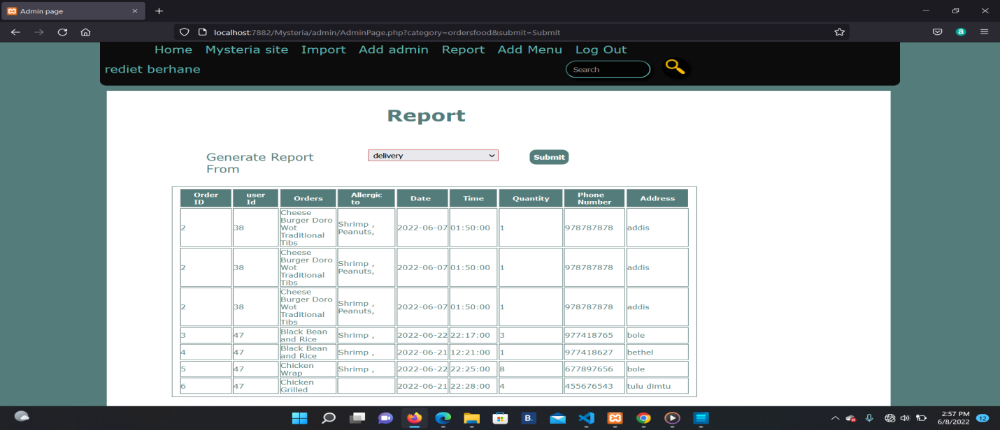 Admin page
localhost:7882/Mysteria/admin/AdminPage.php?category=ordersfood&submit=Submit
Home Mysteria site Import Add admin Report Add Menu Log Out
rediet berhane
Search
Report
Generate Report
From
delivery
Submit
Order ID user Id Orders Allergic to Date Time Quantity Phone Number Address
2 38 Cheese Burger Doro Wot Traditional Tibs Shrimp , Peanuts, 2022-06-07 01:50:00 1 978787878 addis
2 38 Cheese Burger Doro Wot Traditional Tibs Shrimp , Peanuts, 2022-06-07 01:50:00 1 978787878 addis
2 38 Cheese Burger Doro Wot Traditional Tibs Shrimp , Peanuts, 2022-06-07 01:50:00 1 978787878 addis
3 47 Black Bean and Rice Shrimp , 2022-06-22 22:17:00 3 977418765 bole
4 47 Black Bean and Rice Shrimp , 2022-06-21 12:21:00 1 977418627 bethel
5 47 Chicken Wrap Shrimp , 2022-06-22 22:25:00 8 677897656 bole
6 47 Chicken Grilled 2022-06-21 22:28:00 4 455676543 tulu dimtu
a
B.
2:57 PM
6/8/2022
12